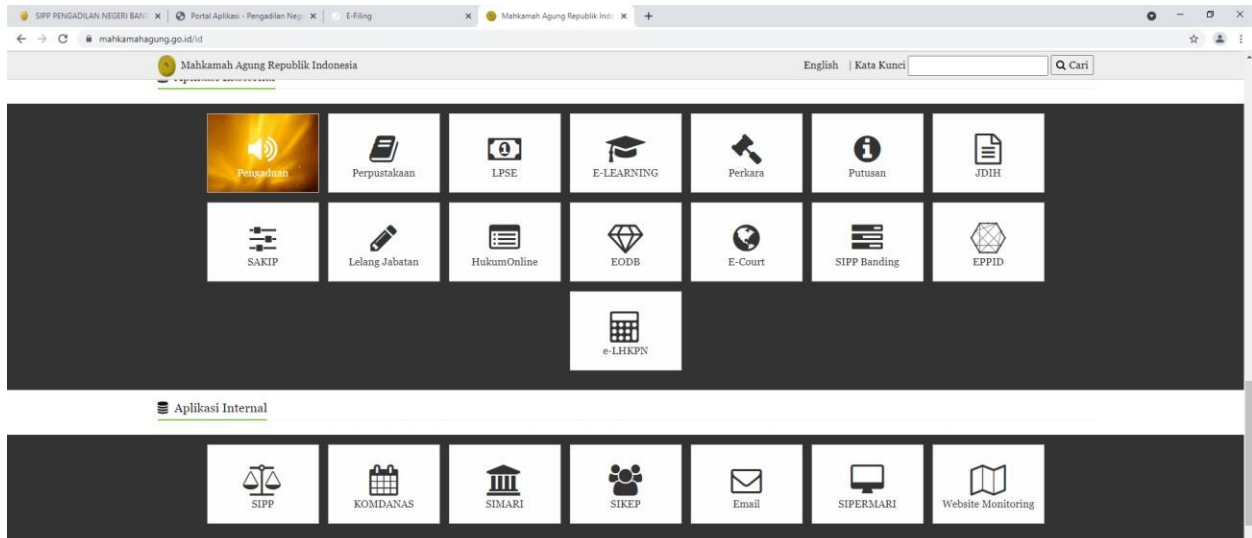 SIPP PENGADILAN NEGERI BANT
Portal Aplikasi - Pengadilan Neg
E-Filing
Mahkamah Agung Republik Ind
mahkamahagung.go.id/id
Mahkamah Agung Republik Indonesia
English | Kata Kunci
Cari
Pengaduan
Perpustakaan
LPSE
E-LEARNING
Perkara
Putusan
JDIH
SAKIP
Lelang Jabatan
HukumOnline
EODB
E-Court
SIPP Banding
EPPID
e-LHKPN
Aplikasi Internal
SIPP
KOMDANAS
SIMARI
SIKEP
Email
SIPERMARI
Website Monitoring